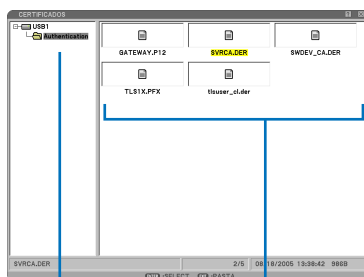 CERTIFICADOS
USB1
Authentication
GATEWAY.P12
SVRCA.DER
SWDEV_CA.DER
TLS1X.PFX
tlsuser_cl.der
SVRCA.DER
2/5
18/2005 13:38:42
:SELECT
:PASTA